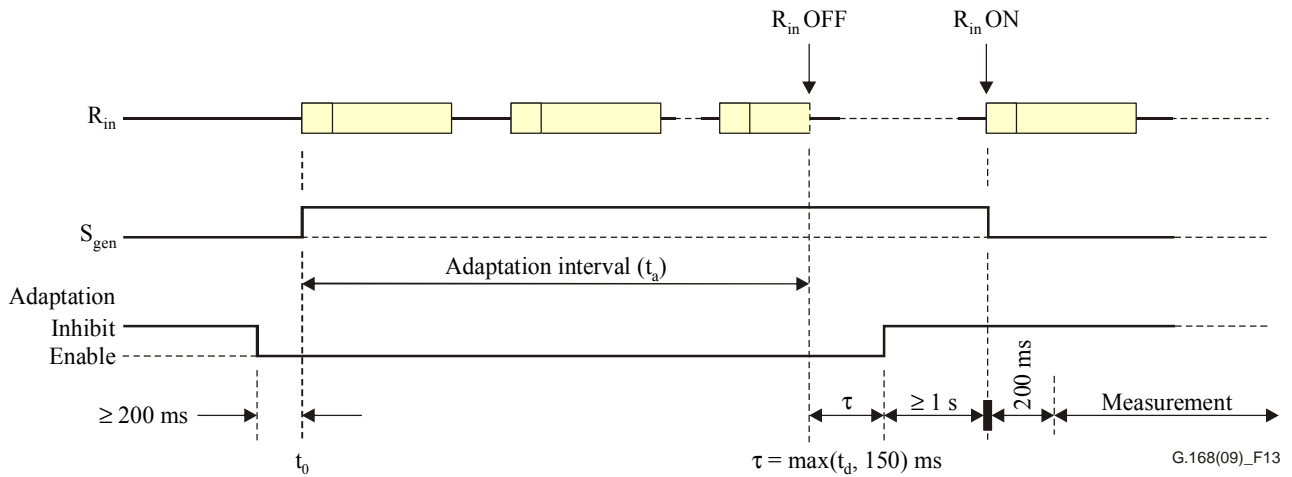 R_in OFF
R_in ON
R_in
S_gen
Adaptation interval (t_a)
Adaptation
Inhibit
Enable
≥ 200 ms
τ
≥ 1 s
200 ms
Measurement
t_0
τ = max(t_d, 150) ms
G.168(09)_F13